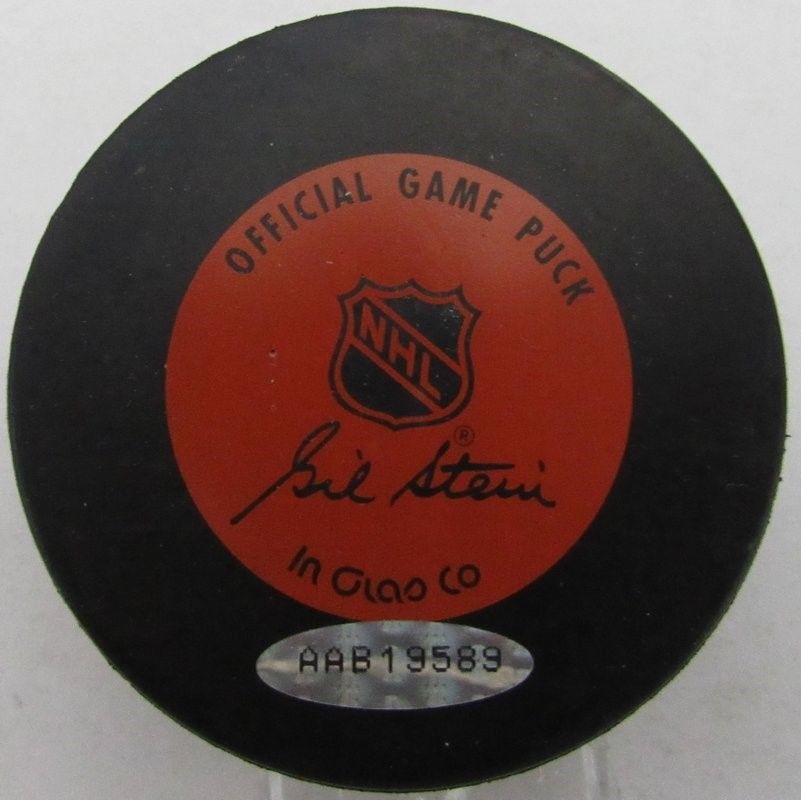 OFFICIAL GAME PUCK
NHL
®
Gil Stein
In Glas Co
AAB19589